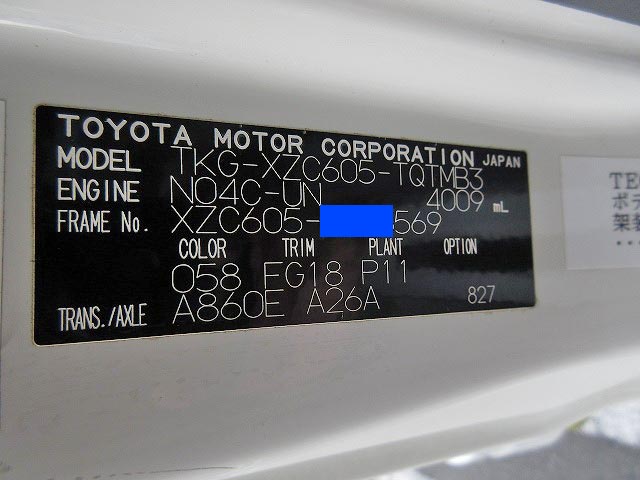 TOYOTA MOTOR CORPORATION JAPAN
MODEL TKG-XZC605-TQTMB3
ENGINE N04C-UN 4009 mL
FRAME No. XZC605- 569
COLOR TRIM PLANT OPTION
058 FG18 P11
TRANS./AXLE A860E A26A 827
TE
ボデ
架装